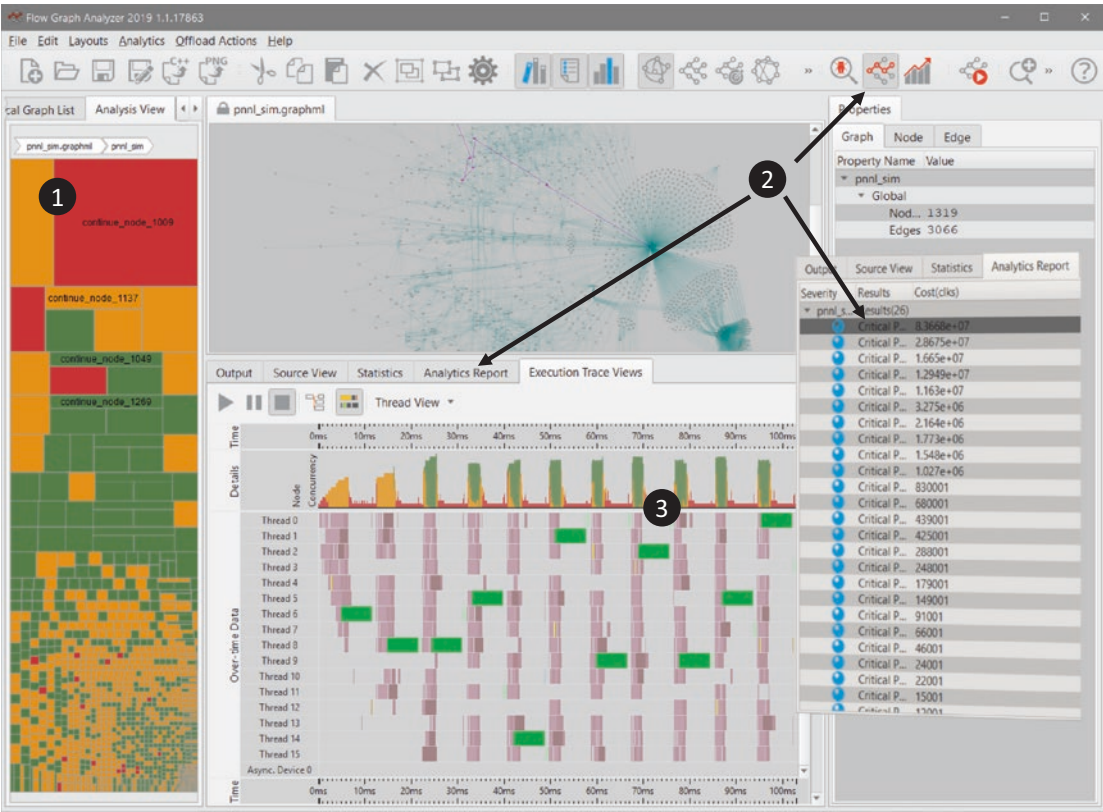 Flow Graph Analyzer 2019 1.1.17863
File Edit Layouts Analytics Offload Actions Help
C++
PNG
cal Graph List Analysis View
pnnl_sim.graphml
Properties
pnnl_sim.graphml pnnl_sim
Graph Node Edge
Property Name Value
pnnl_sim
Global
Nod... 1319
Edges 3066
1
continue_node_1009
continue_node_1137
continue_node_1049
continue_node_1269
2
Output Source View Statistics Analytics Report
Severity Results Cost(clks)
pnnl_s... Results(26)
Critical P... 8.3668e+07
Critical P... 2.8675e+07
Critical P... 1.665e+07
Critical P... 1.2949e+07
Critical P... 1.163e+07
Critical P... 3.275e+06
Critical P... 2.164e+06
Critical P... 1.773e+06
Critical P... 1.548e+06
Critical P... 1.027e+06
Critical P... 830001
Critical P... 680001
Critical P... 439001
Critical P... 425001
Critical P... 288001
Critical P... 248001
Critical P... 179001
Critical P... 149001
Critical P... 91001
Critical P... 66001
Critical P... 46001
Critical P... 24001
Critical P... 22001
Critical P... 15001
Critical P... 12001
Output Source View Statistics Analytics Report Execution Trace Views
Thread View
Time
0ms 10ms 20ms 30ms 40ms 50ms 60ms 70ms 80ms 90ms 100ms
Details
Node
Concurrency
3
Over-time Data
Thread 0
Thread 1
Thread 2
Thread 3
Thread 4
Thread 5
Thread 6
Thread 7
Thread 8
Thread 9
Thread 10
Thread 11
Thread 12
Thread 13
Thread 14
Thread 15
Async. Device 0
Time
0ms 10ms 20ms 30ms 40ms 50ms 60ms 70ms 80ms 90ms 100ms